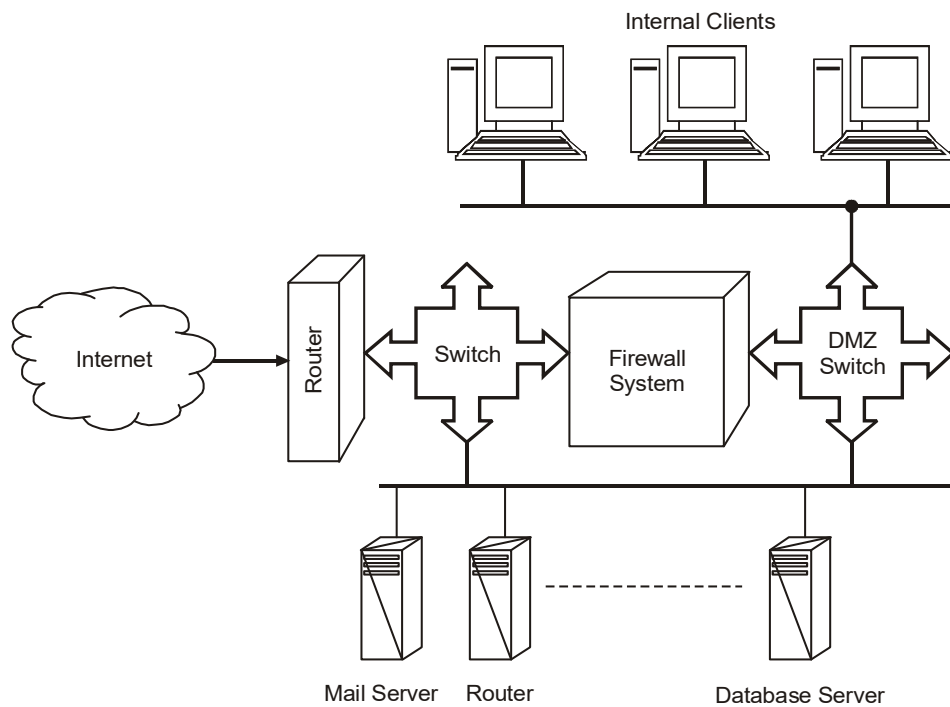 Internal Clients
Internet
Router
Switch
Firewall
System
DMZ
Switch
Mail Server
Router
Database Server